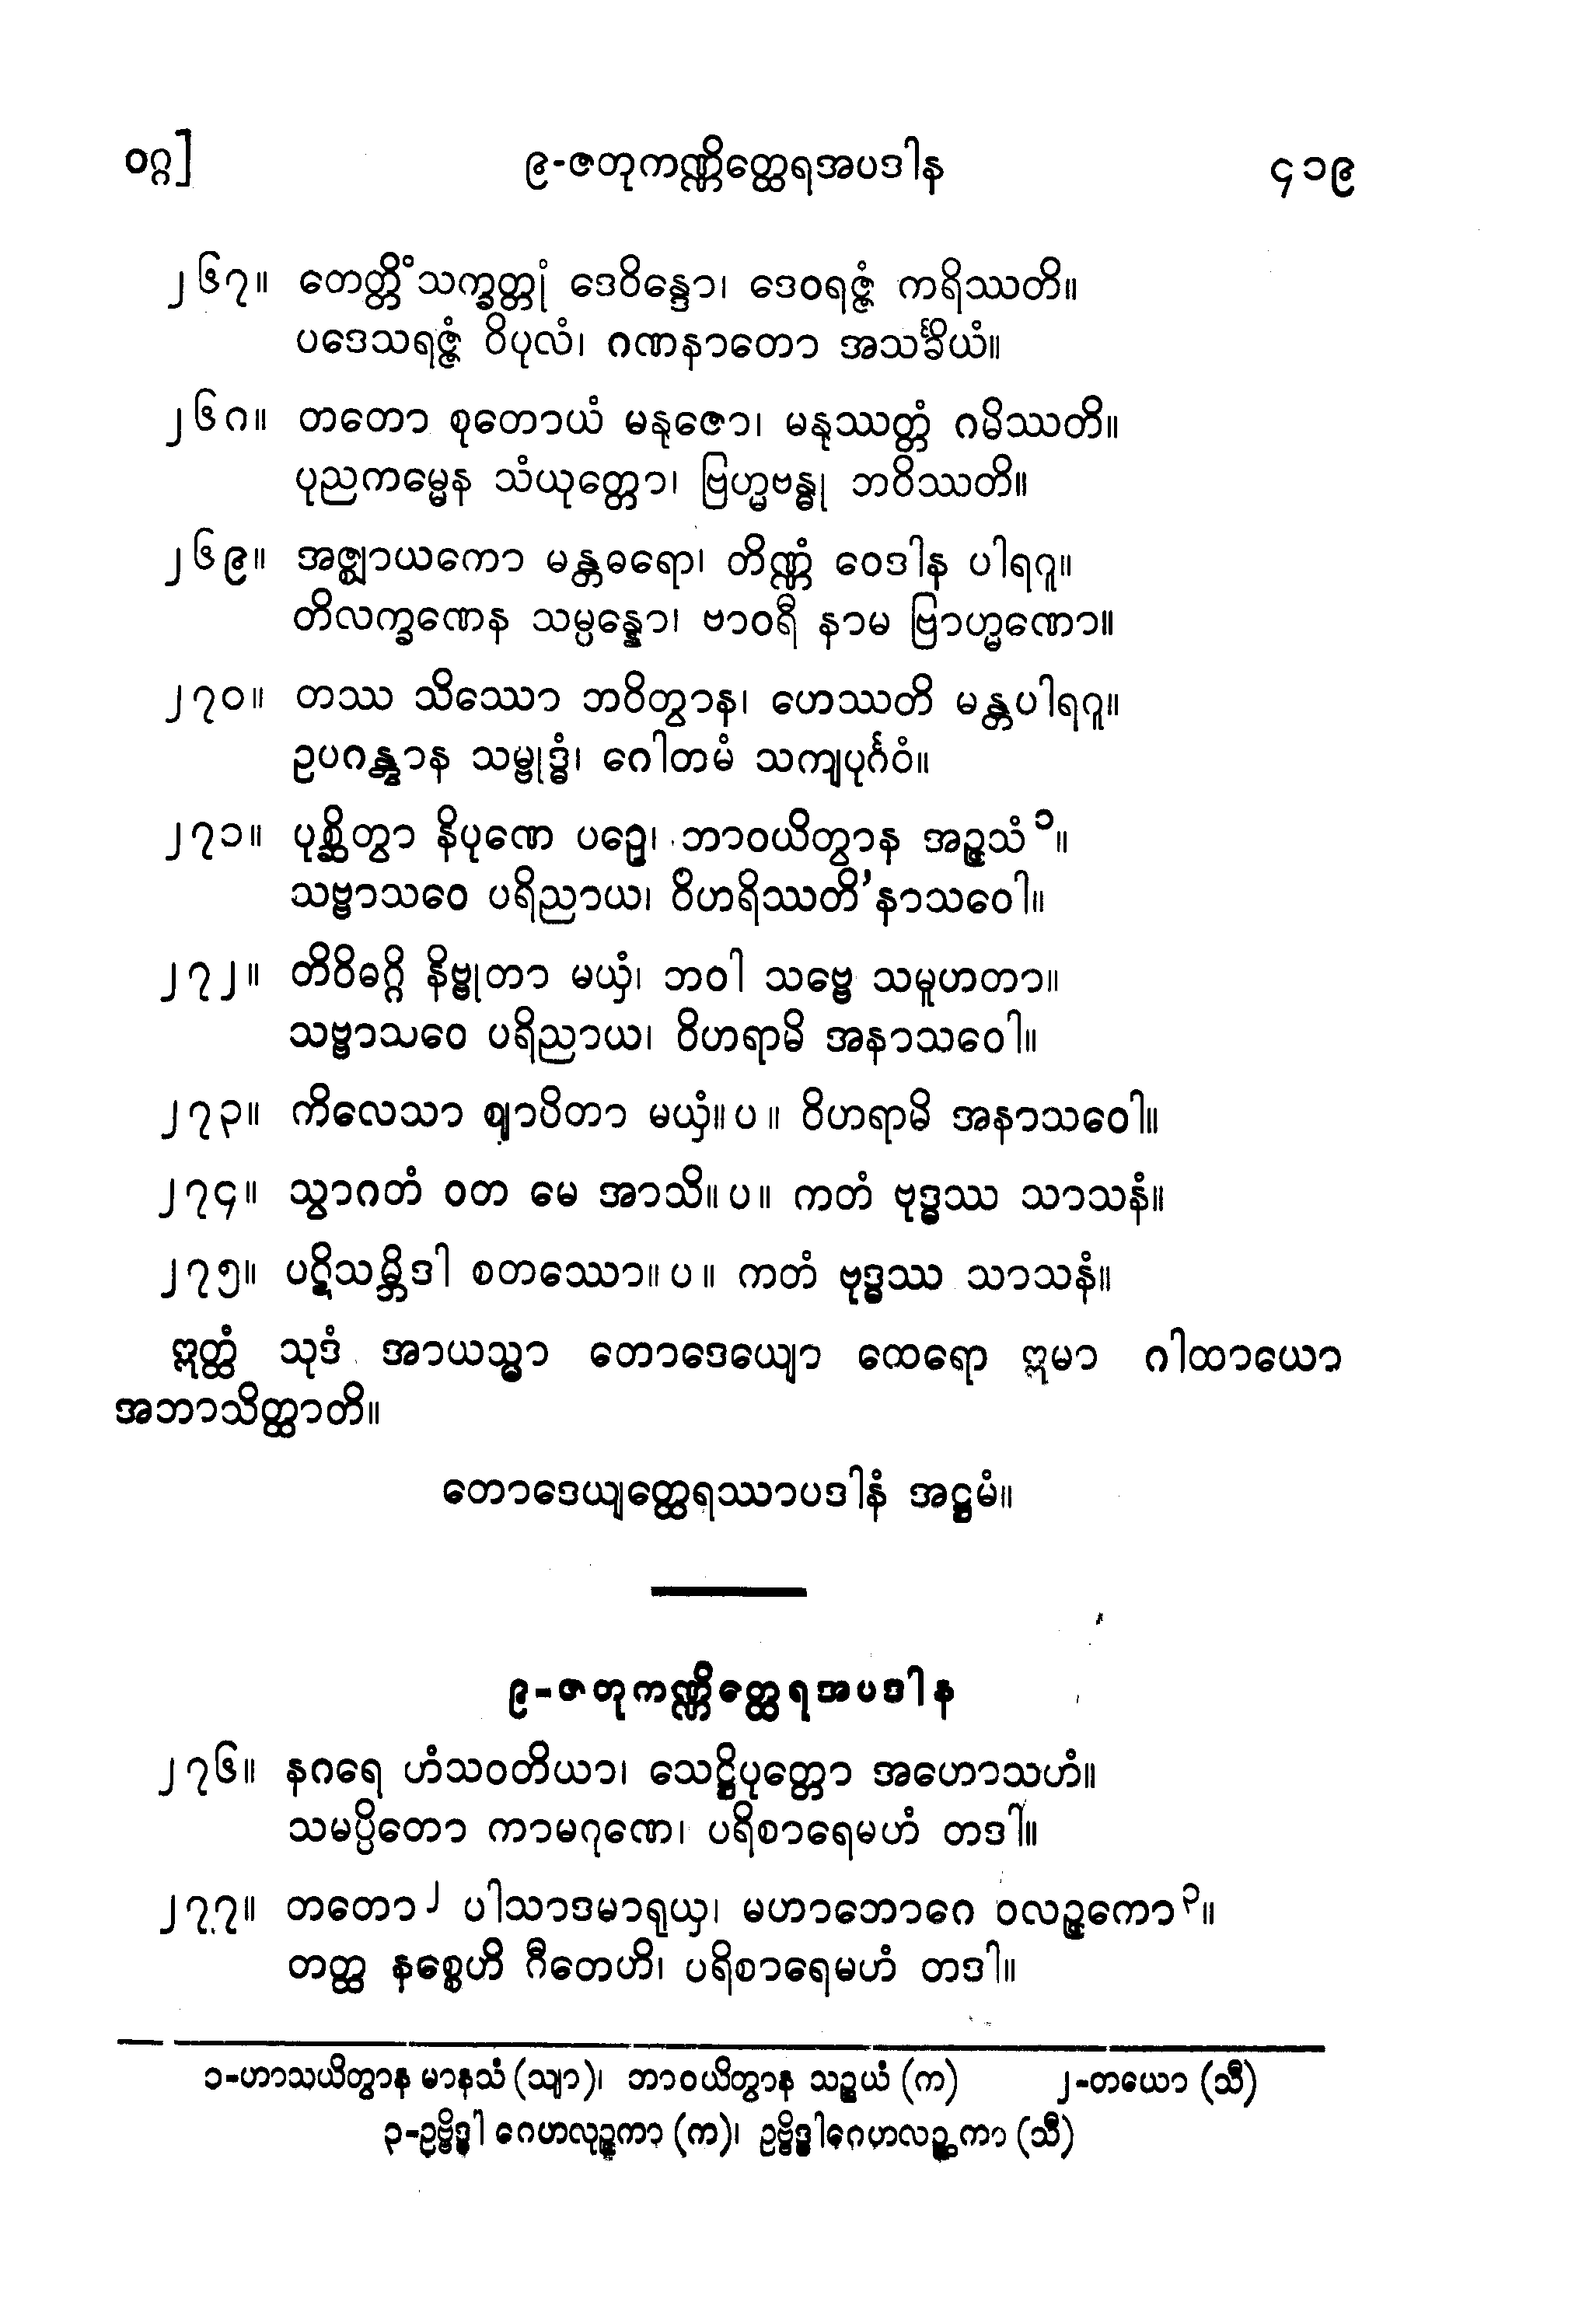 ဝဂ္ဂ] ၉-ဇတုကဏ္ဏိတ္ထေရအပဒါန ၄၁၉
၂၆၇။ တေတ္တိံသက္ခတ္တုံ ဒေဝိန္ဒော၊ ဒေဝရဇ္ဇံ ကရိဿတိ။
ပဒေသရဇ္ဇံ ဝိပုလံ၊ ဂဏနာတော အသင်္ခိယံ။
၂၆၈။ တတော စုတောယံ မနုဇော၊ မနုဿတ္တံ ဂမိဿတိ။
ပုညကမ္မေန သံယုတ္တော၊ ဗြဟ္မဗန္ဓု ဘဝိဿတိ။
၂၆၉။ အဇ္ဈာယကော မန္တဓရော၊ တိဏ္ဏံ ဝေဒါန ပါရဂူ။
တိလက္ခဏေန သမ္ပန္နော၊ ဗာဝရီ နာမ ဗြာဟ္မဏော။
၂၇၀။ တဿ သိဿော ဘဝိတွာန၊ ဟေဿတိ မန္တပါရဂူ။
ဥပဂန္တွာန သမ္ဗုဒ္ဓံ၊ ဂေါတမံ သကျပုင်္ဂဝံ။
၂၇၁။ ပုစ္ဆိတွာ နိပုဏေ ပဉှေ၊ ဘာဝယိတွာန အဉ္ဇသံ၁။
သဗ္ဗာသဝေ ပရိညာယ၊ ဝိဟရိဿတိ’နာသဝေါ။
၂၇၂။ တိဝိဓဂ္ဂိ နိဗ္ဗုတာ မယှံ၊ ဘဝါ သဗ္ဗေ သမူဟတာ။
သဗ္ဗာသဝေ ပရိညာယ၊ ဝိဟရာမိ အနာသဝေါ။
၂၇၃။ ကိလေသာ ဈာပိတာ မယှံ။ပ။ ဝိဟရာမိ အနာသဝေါ။
၂၇၄။ သွာဂတံ ဝတ မေ အာသိ။ပ။ ကတံ ဗုဒ္ဓဿ သာသနံ။
၂၇၅။ ပဋိသမ္ဘိဒါ စတဿော။ပ။ ကတံ ဗုဒ္ဓဿ သာသနံ။
ဣတ္ထံ သုဒံ အာယသ္မာ တောဒေယျော ထေရော ဣမာ ဂါထာယော
အဘာသိတ္ထာတိ။
တောဒေယျတ္ထေရဿာပဒါနံ အဋ္ဌမံ။
၉-ဇတုကဏ္ဏိတ္ထေရအပဒါန
၂၇၆။ နဂရေ ဟံသဝတိယာ၊ သေဋ္ဌိပုတ္တော အဟောသဟံ။
သမပ္ပိတော ကာမဂုဏေ၊ ပရိစာရေမဟံ တဒါ။
၂၇၇။ တတော၂ ပါသာဒမာရုယှ၊ မဟာဘောဂေ ဝလဉ္ဇကော၃။
တတ္ထ နစ္စေဟိ ဂီတေဟိ၊ ပရိစာရေမဟံ တဒါ။
၁-ဟာသယိတွာန မာနသံ (သျာ)၊ ဘာဝယိတွာန သဉ္စယံ (က) ၂-တယော (သီ)
၃-ဥဗ္ဗိဒ္ဓါ ဂေဟလုဉ္ဇကာ (က)၊ ဥဗ္ဗိဒ္ဓါဂေဟလဉ္ဆကာ (သီ)